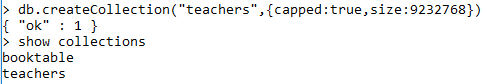 > db.createCollection("teachers",{capped:true,size:9232768})
{ "ok" : 1 }
> show collections
booktable
teachers